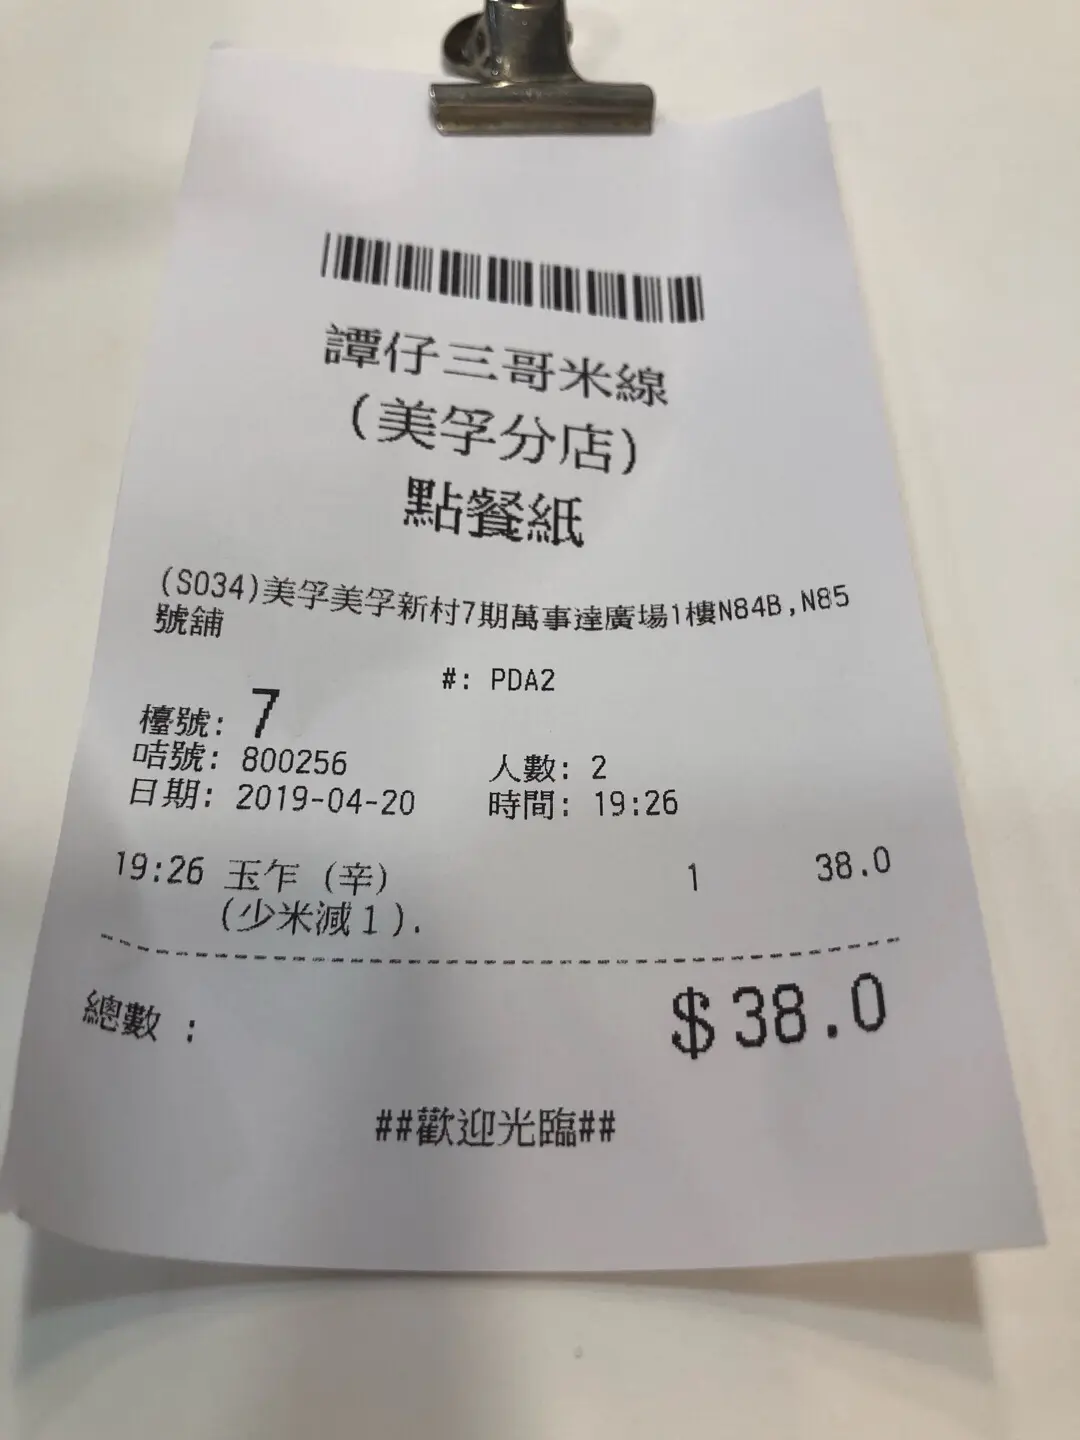 譚仔三哥米線
(美孚分店)
點餐紙
(S034)美孚美孚新村7期萬事達廣場1樓N84B,N85
號舖
#: PDA2
檯號: 7
咭號: 800256 人數: 2
日期: 2019-04-20 時間: 19:26
19:26 玉乍 (辛) 1 38.0
(少米減1).
總數 : $38.0
##歡迎光臨##